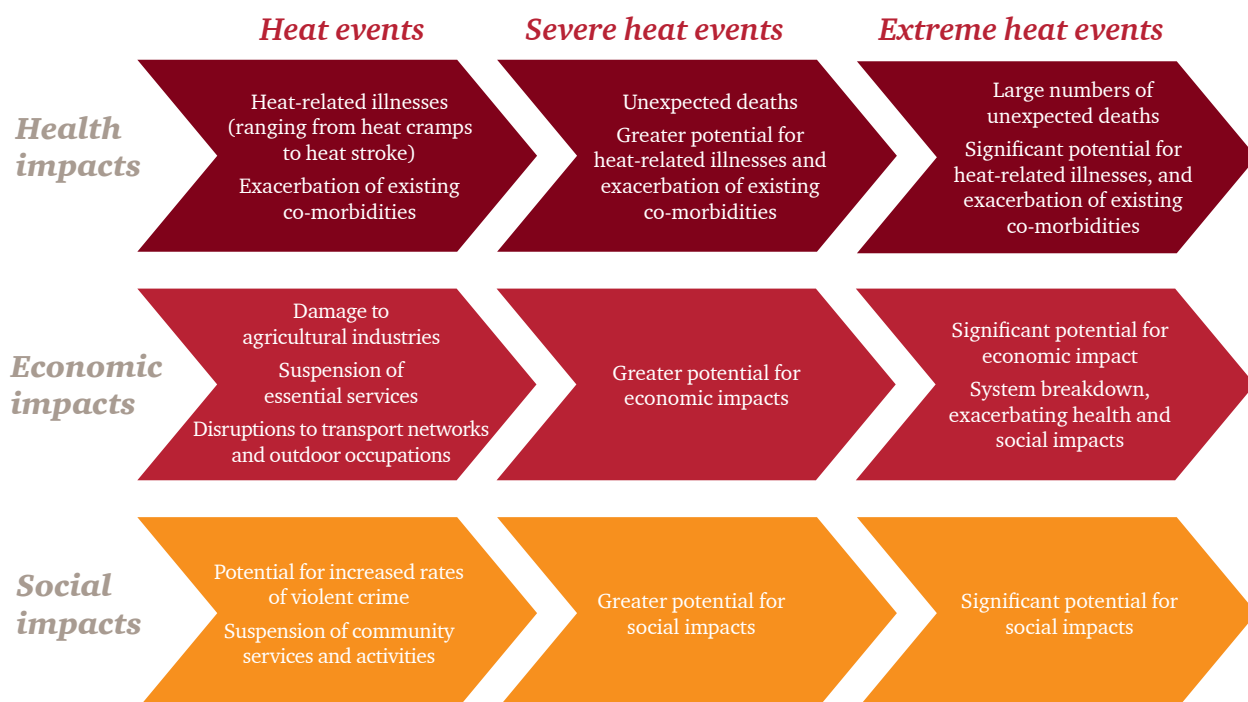 Heat events
Severe heat events
Extreme heat events
Health
impacts
Heat-related illnesses
(ranging from heat cramps
to heat stroke)
Exacerbation of existing
co-morbidities
Unexpected deaths
Greater potential for
heat-related illnesses and
exacerbation of existing
co-morbidities
Large numbers of
unexpected deaths
Significant potential for
heat-related illnesses, and
exacerbation of existing
co-morbidities
Economic
impacts
Damage to
agricultural industries
Suspension of
essential services
Disruptions to transport networks
and outdoor occupations
Greater potential for
economic impacts
Significant potential for
economic impact
System breakdown,
exacerbating health and
social impacts
Social
impacts
Potential for increased rates
of violent crime
Suspension of community
services and activities
Greater potential for
social impacts
Significant potential for
social impacts